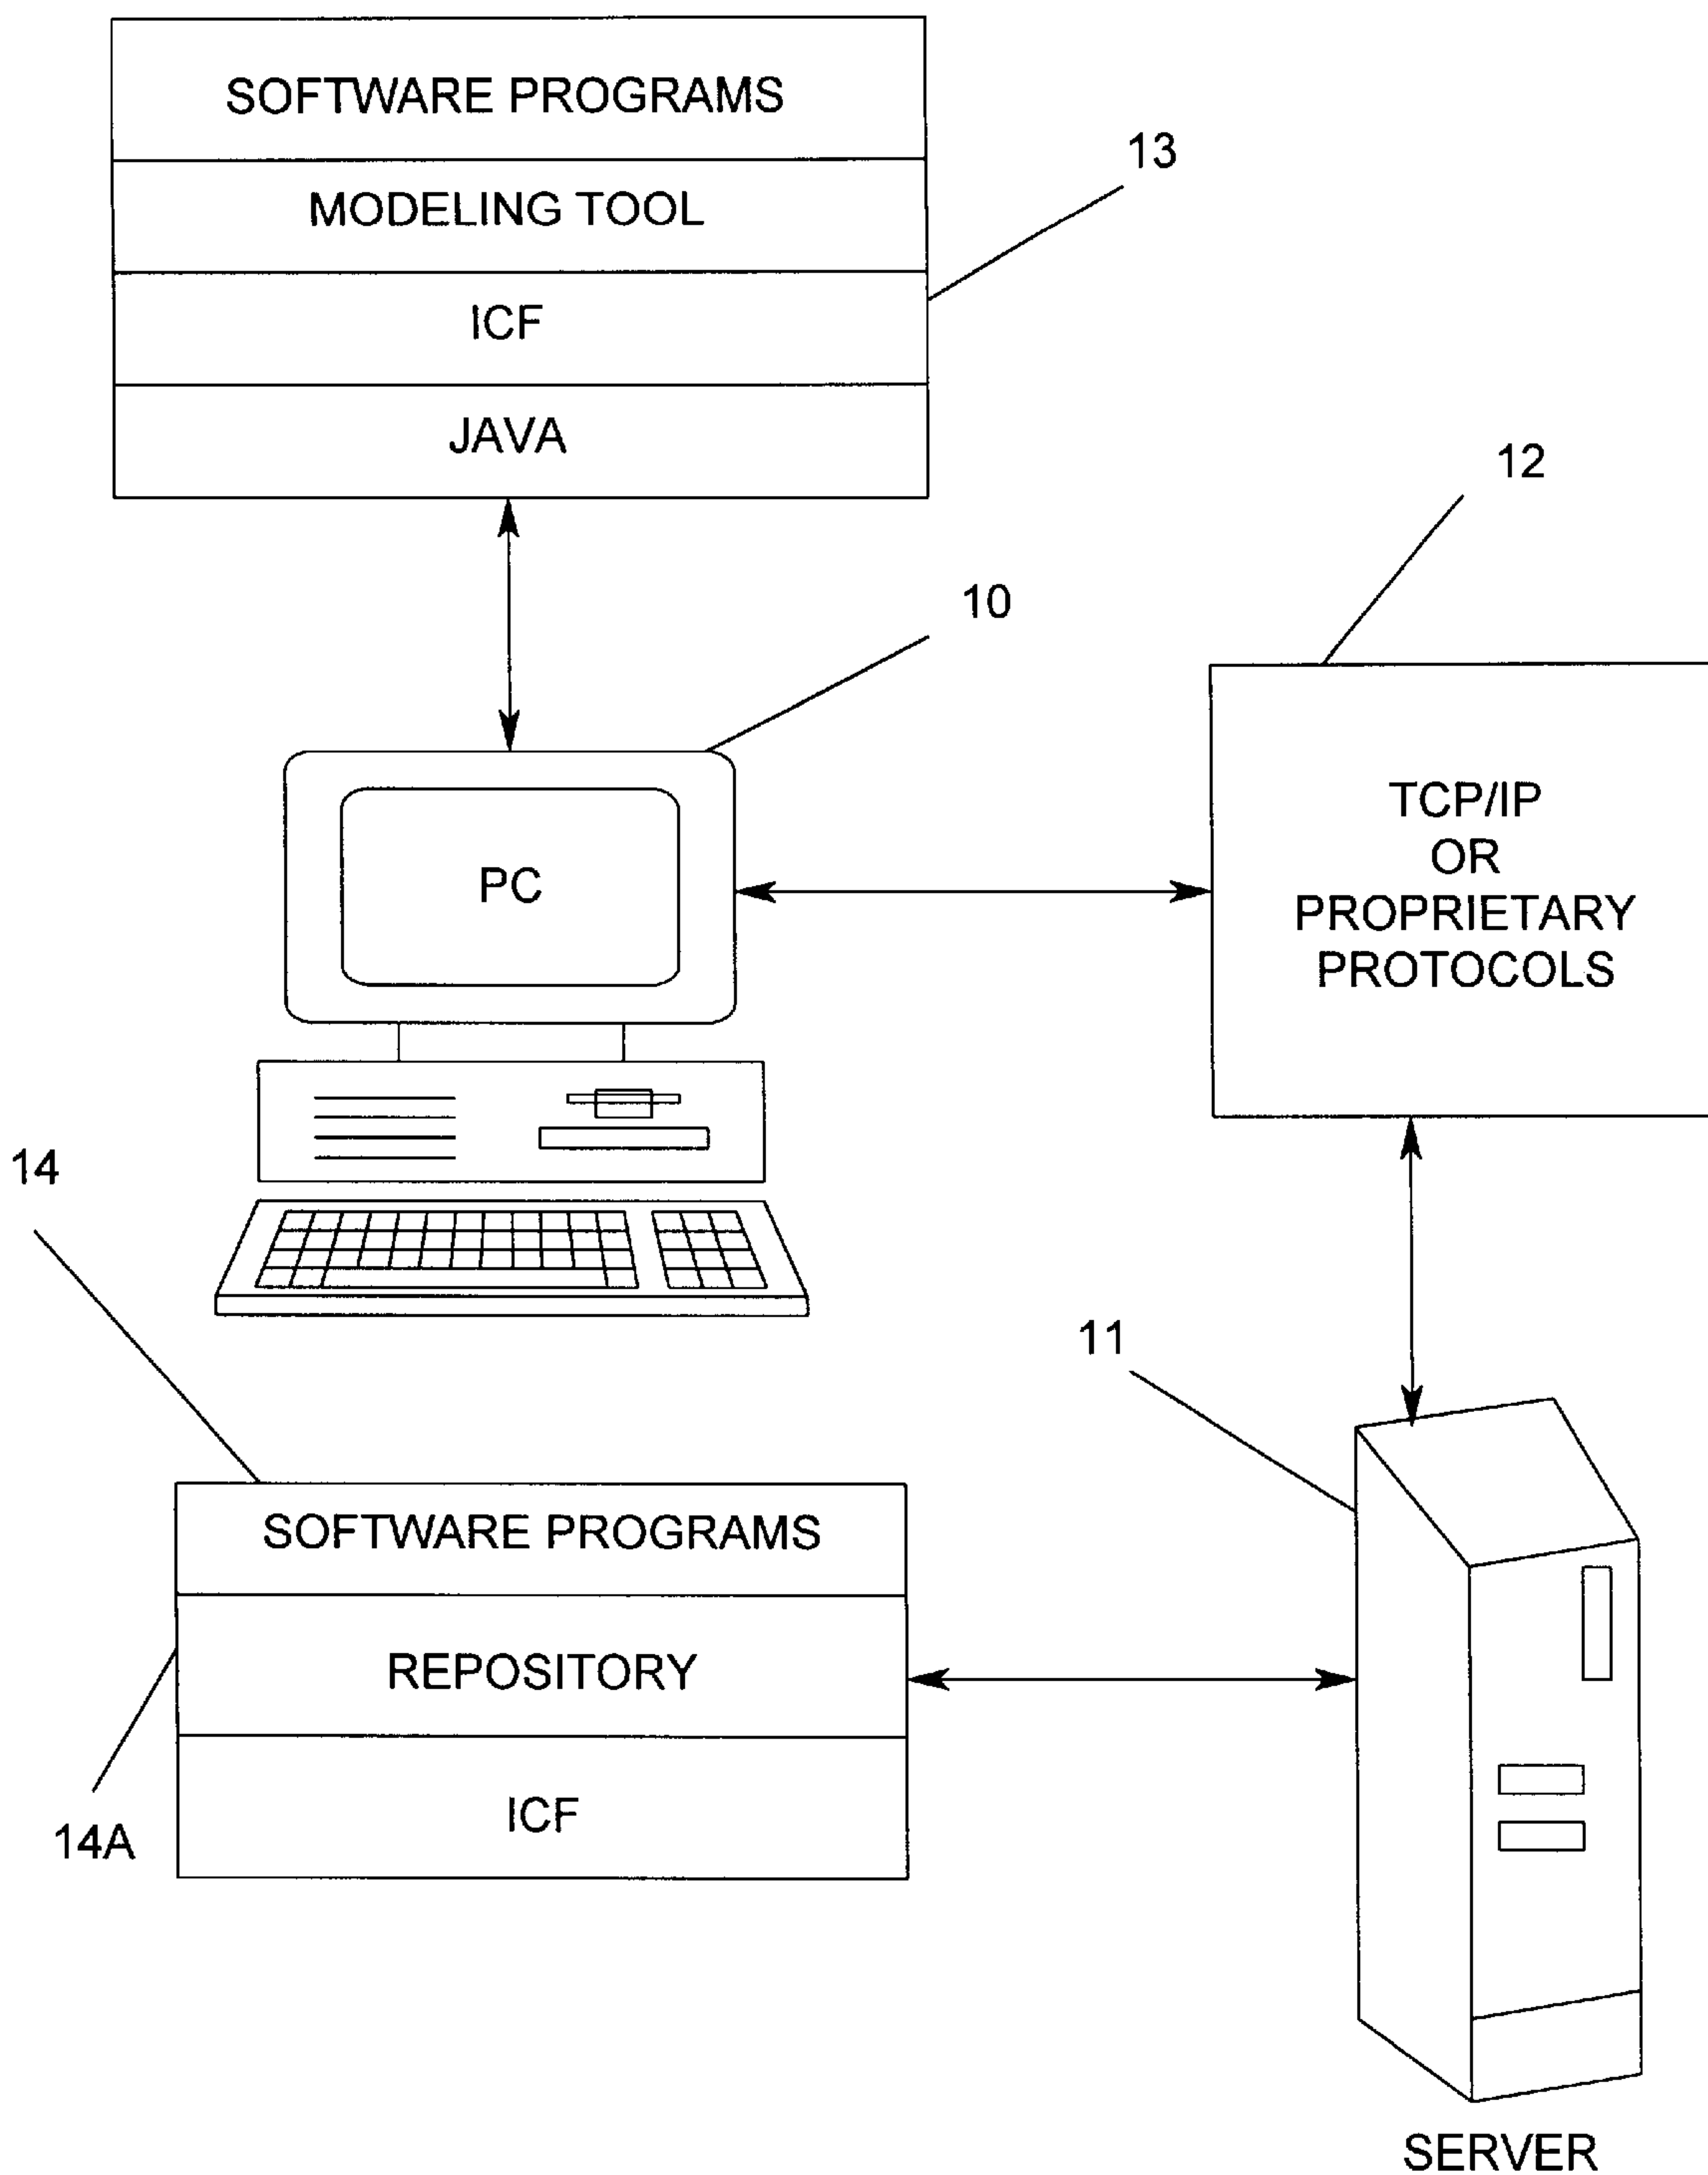 SOFTWARE PROGRAMS
MODELING TOOL
ICF
JAVA
13
12
10
PC
TCP/IP
OR
PROPRIETARY
PROTOCOLS
14
11
SOFTWARE PROGRAMS
REPOSITORY
ICF
14A
SERVER